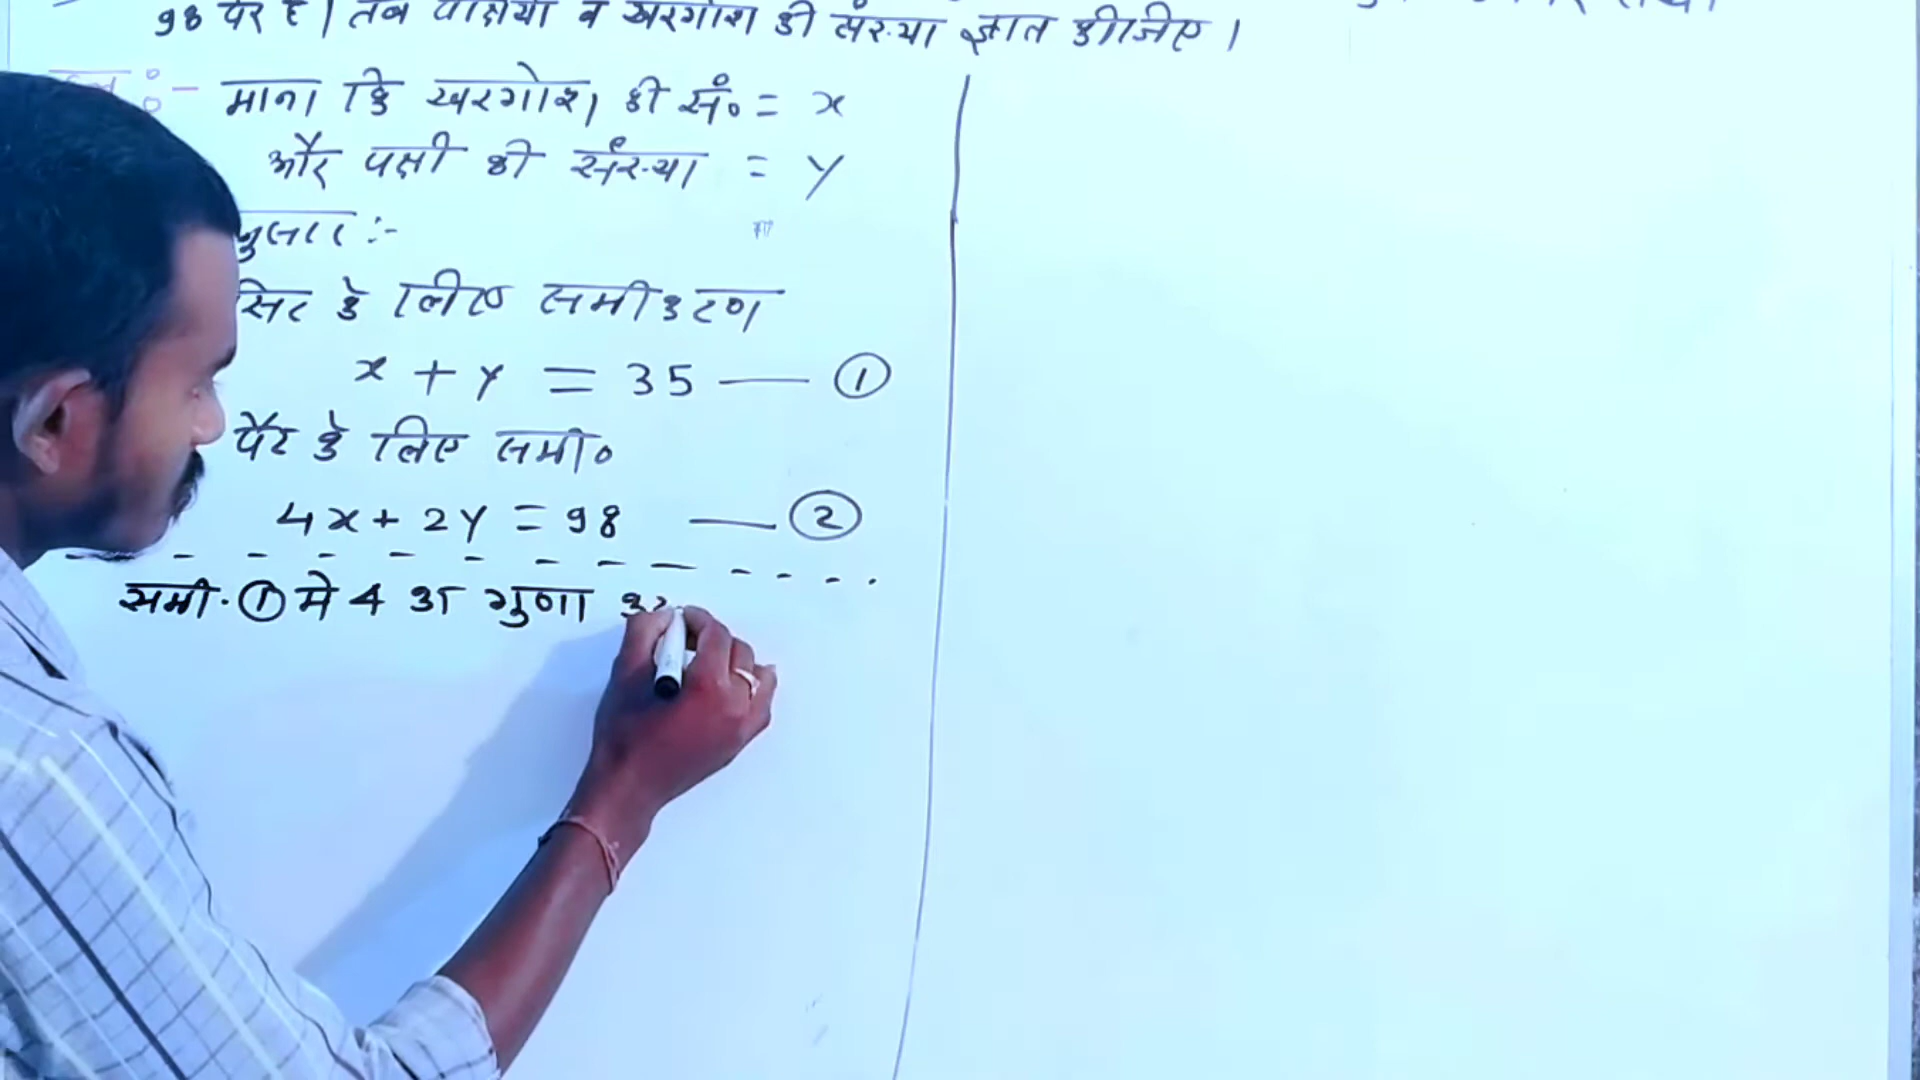 98 पैर है। तब पक्षियों व खरगोश की संख्या ज्ञात कीजिए।
:- माना कि खरगोश की सं० = x
और पक्षी की संख्या = y
नुसार :-
सिर के लिए समीकरण
x + y = 35 — ①
पैर के लिए समी०
4x + 2y = 98 — ②
समी. ① मे 4 का गुणा कर